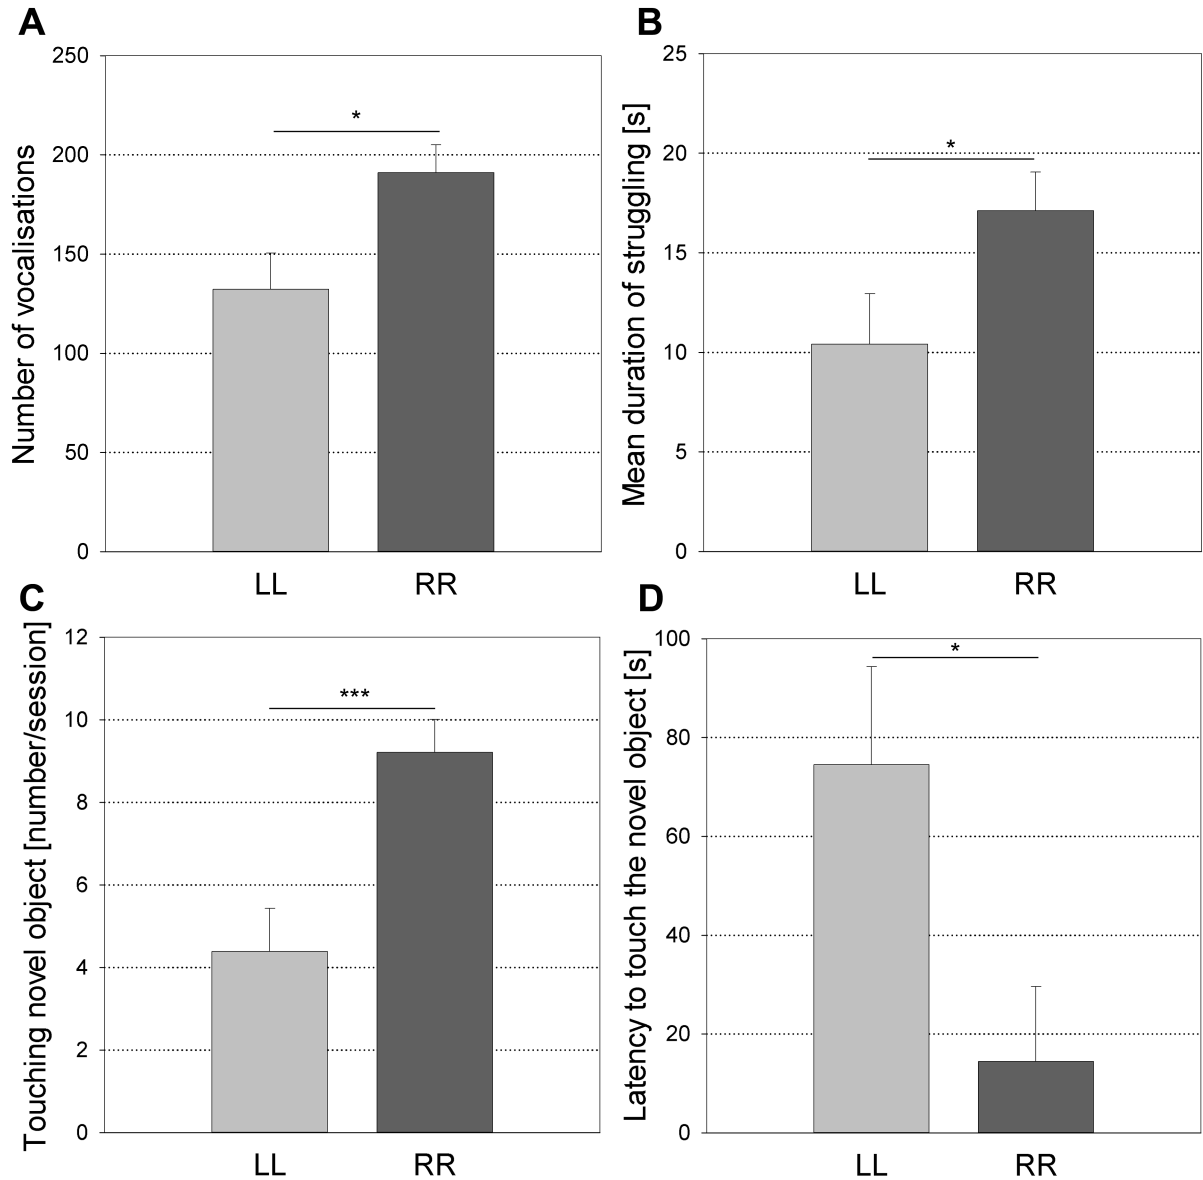 A
Number of vocalisations
250
200
150
100
50
0
*
LL RR
B
Mean duration of struggling [s]
25
20
15
10
5
0
*
LL RR
C
Touching novel object [number/session]
12
10
8
6
4
2
0
***
LL RR
D
Latency to touch the novel object [s]
100
80
60
40
20
0
*
LL RR